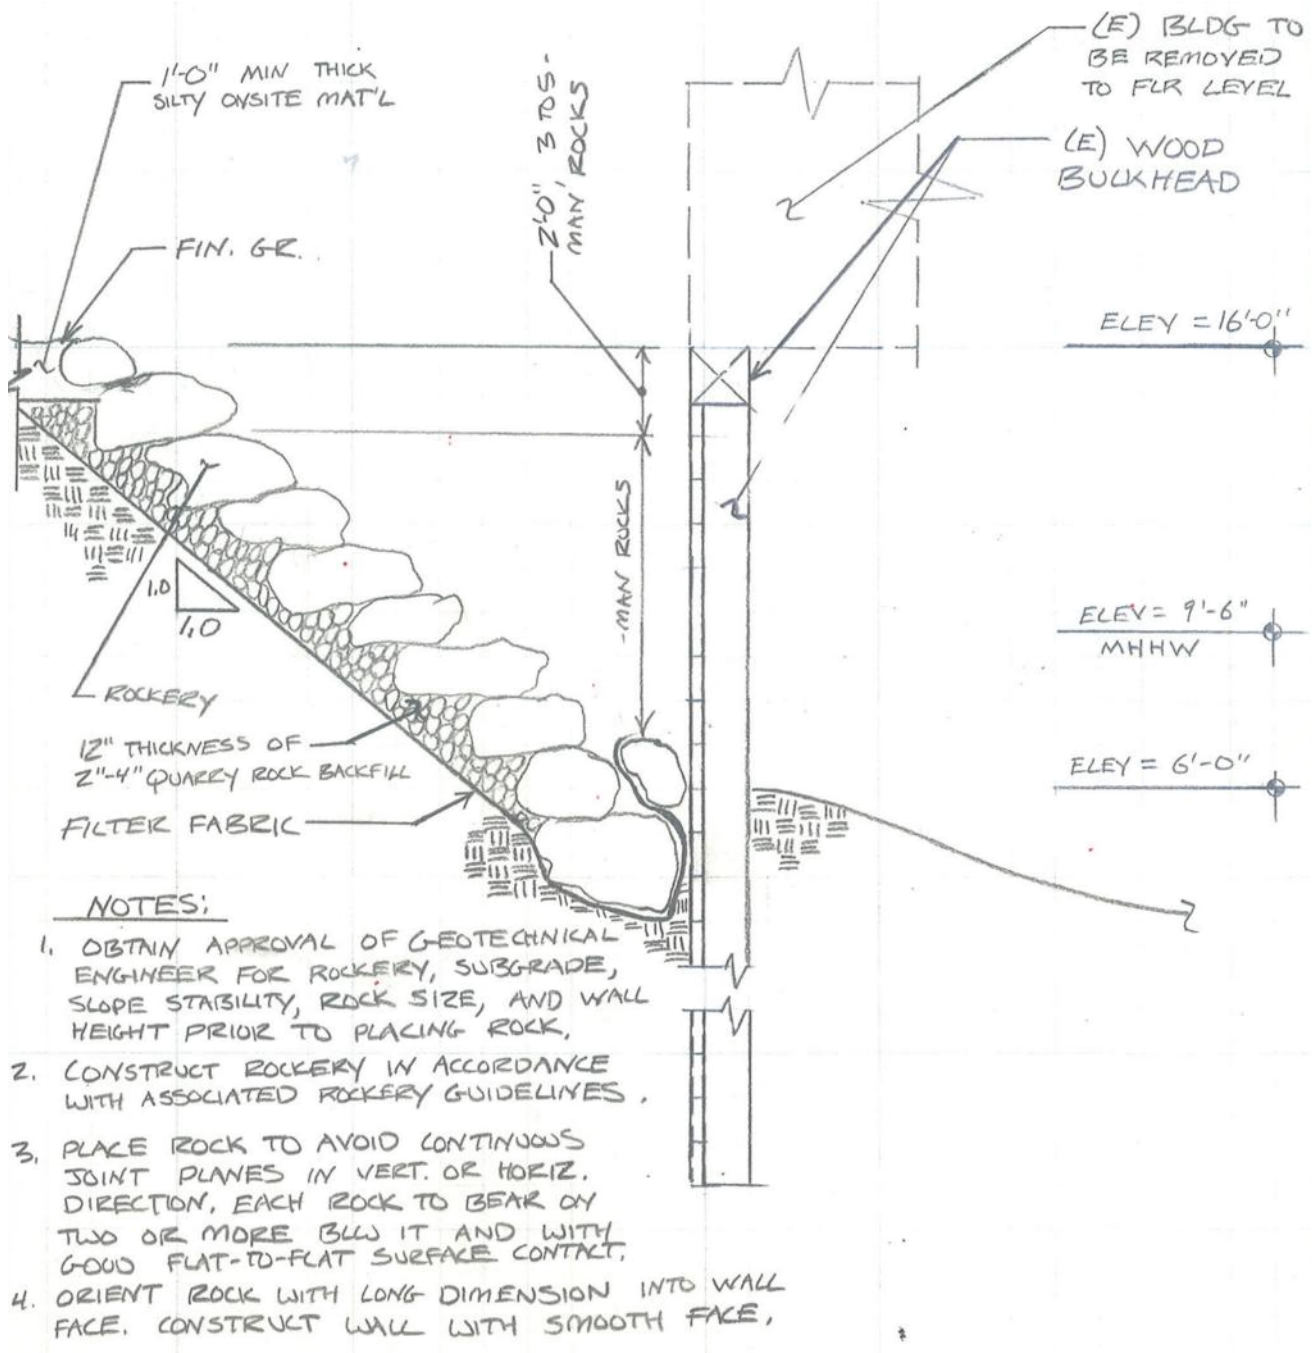 1'-0" MIN THICK
SILTY ONSITE MAT'L
FIN. GR.
2'-0", 3 TO 5-
MAN' ROCKS
(E) BLDG TO
BE REMOVED
TO FLR LEVEL
(E) WOOD
BULKHEAD
ELEV = 16'-0"
-MAN ROCKS
1.0
1.0
ELEV = 9'-6"
MHHW
ROCKERY
12" THICKNESS OF
2"-4" QUARRY ROCK BACKFILL
ELEV = 6'-0"
FILTER FABRIC
NOTES:
1. OBTAIN APPROVAL OF GEOTECHNICAL
ENGINEER FOR ROCKERY, SUBGRADE,
SLOPE STABILITY, ROCK SIZE, AND WALL
HEIGHT PRIOR TO PLACING ROCK.
2. CONSTRUCT ROCKERY IN ACCORDANCE
WITH ASSOCIATED ROCKERY GUIDELINES.
3. PLACE ROCK TO AVOID CONTINUOUS
JOINT PLANES IN VERT. OR HORIZ.
DIRECTION. EACH ROCK TO BEAR ON
TWO OR MORE BLW IT AND WITH
GOOD FLAT-TO-FLAT SURFACE CONTACT.
4. ORIENT ROCK WITH LONG DIMENSION INTO WALL
FACE. CONSTRUCT WALL WITH SMOOTH FACE.